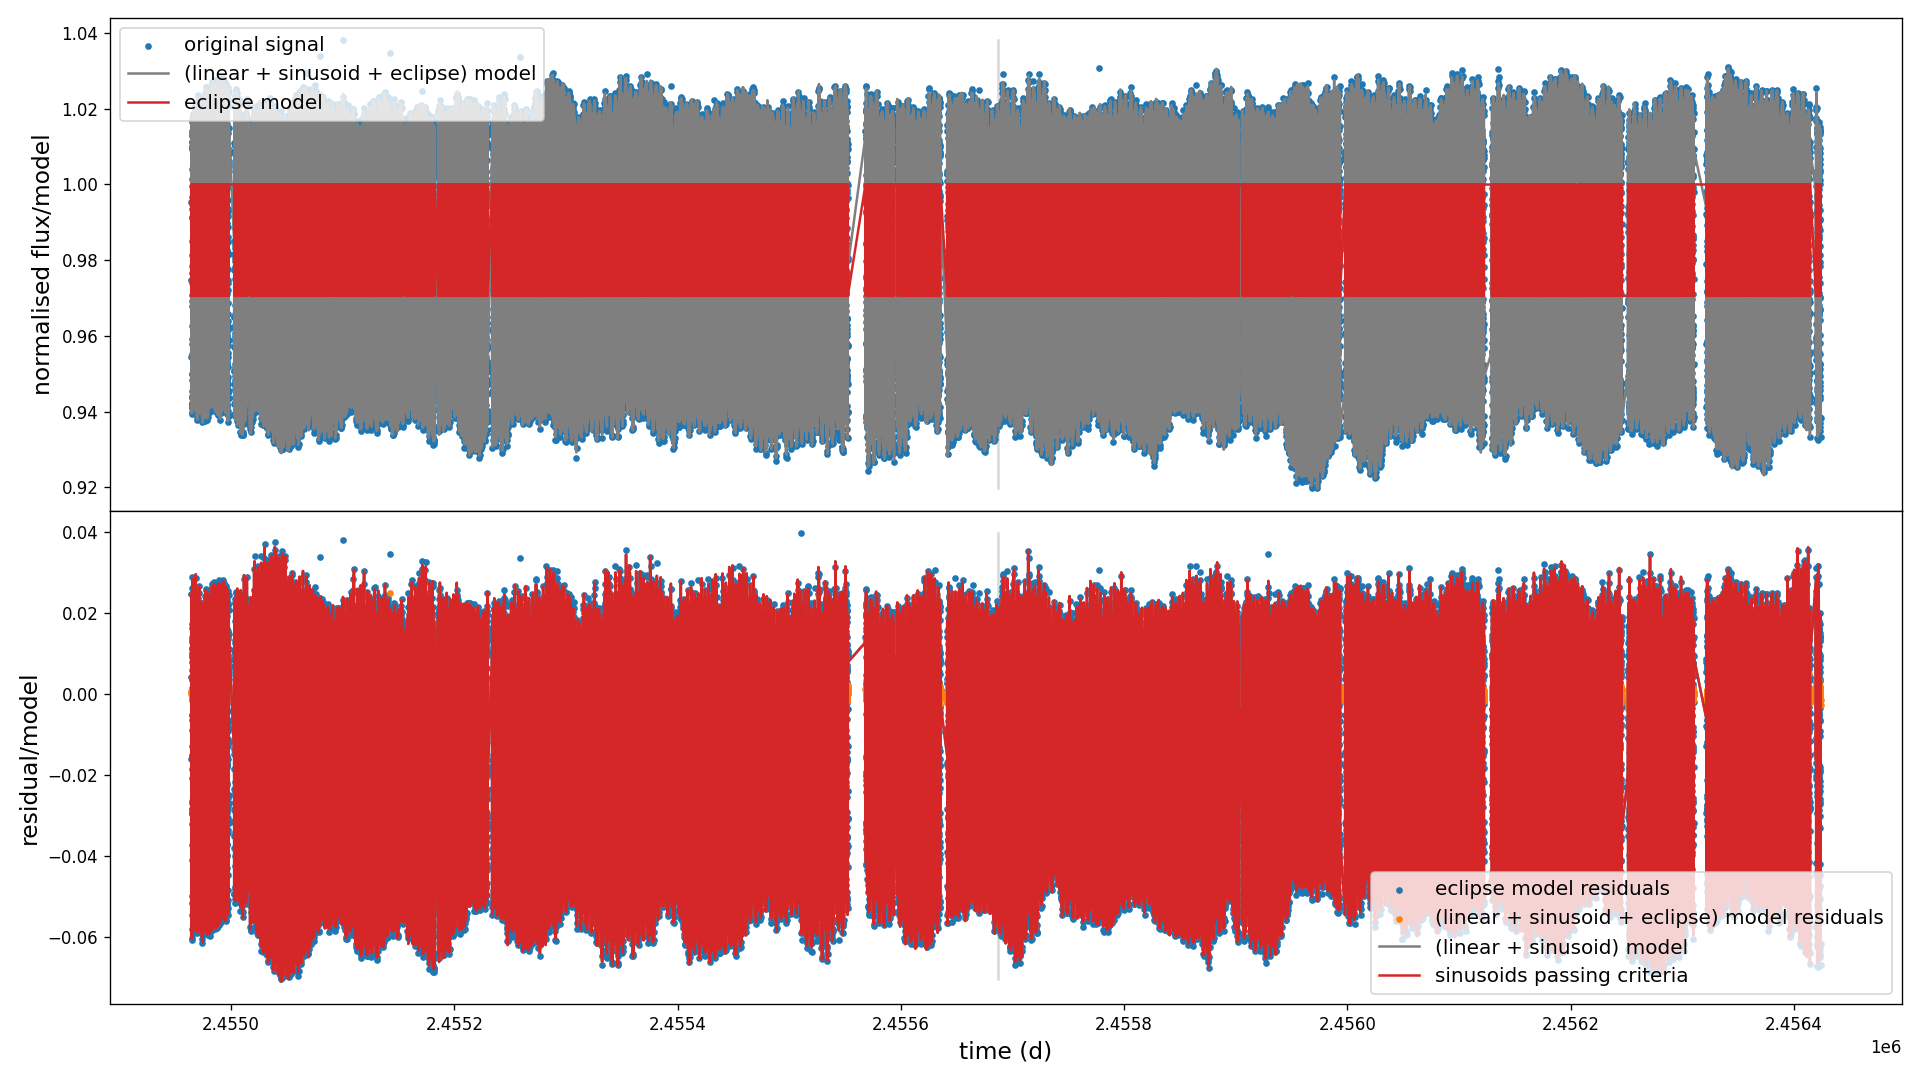 1.04
1.02
1.00
0.98
0.96
0.94
0.92
normalised flux/model
original signal
(linear + sinusoid + eclipse) model
eclipse model
0.04
0.02
0.00
−0.02
−0.04
−0.06
residual/model
eclipse model residuals
(linear + sinusoid + eclipse) model residuals
(linear + sinusoid) model
sinusoids passing criteria
2.4550 2.4552 2.4554 2.4556 2.4558 2.4560 2.4562 2.4564
1e6
time (d)